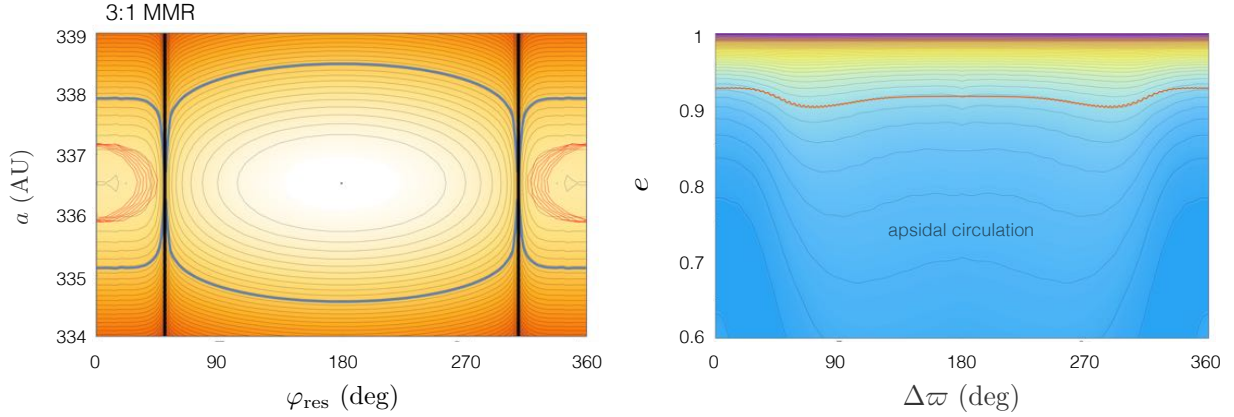 3:1 MMR
339
338
337
336
335
334
a (AU)
0 90 180 270 360
φres (deg)
1
0.9
0.8
0.7
0.6
e
apsidal circulation
0 90 180 270 360
Δϖ (deg)